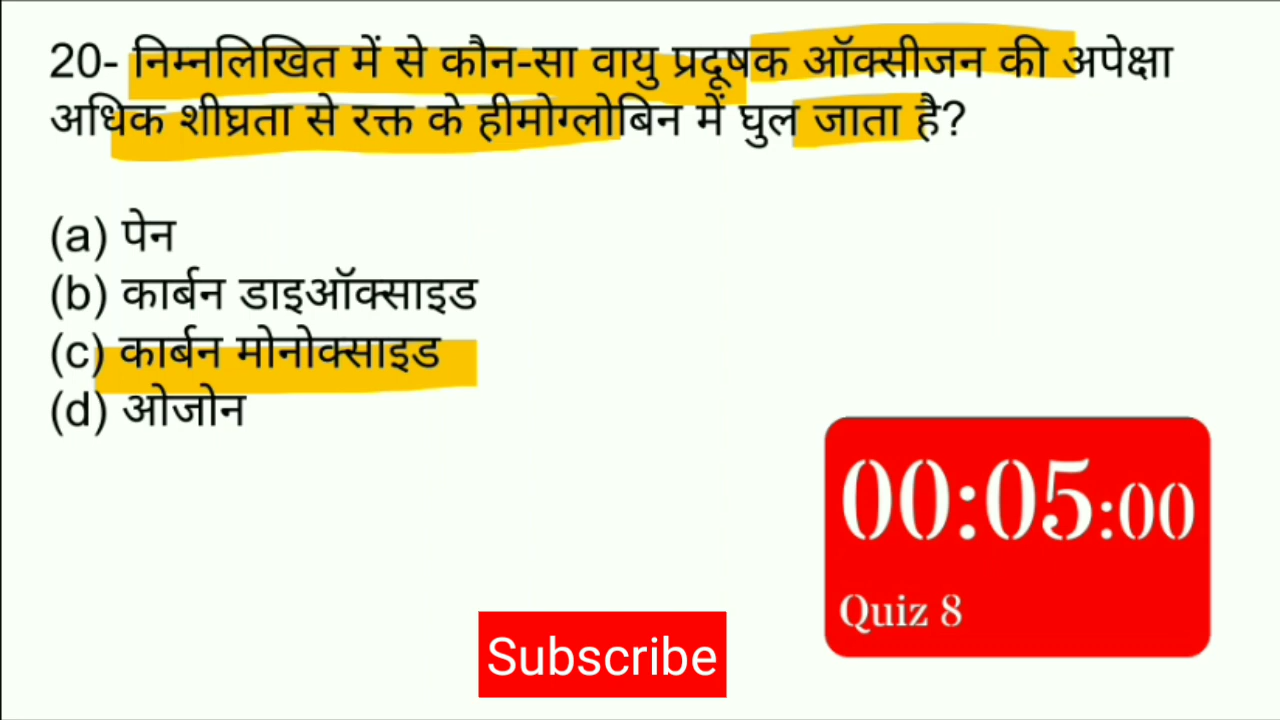 20- निम्नलिखित में से कौन-सा वायु प्रदूषक ऑक्सीजन की अपेक्षा
अधिक शीघ्रता से रक्त के हीमोग्लोबिन में घुल जाता है?
(a) पेन
(b) कार्बन डाइऑक्साइड
(c) कार्बन मोनोक्साइड
(d) ओजोन
00:05:00
Quiz 8
Subscribe